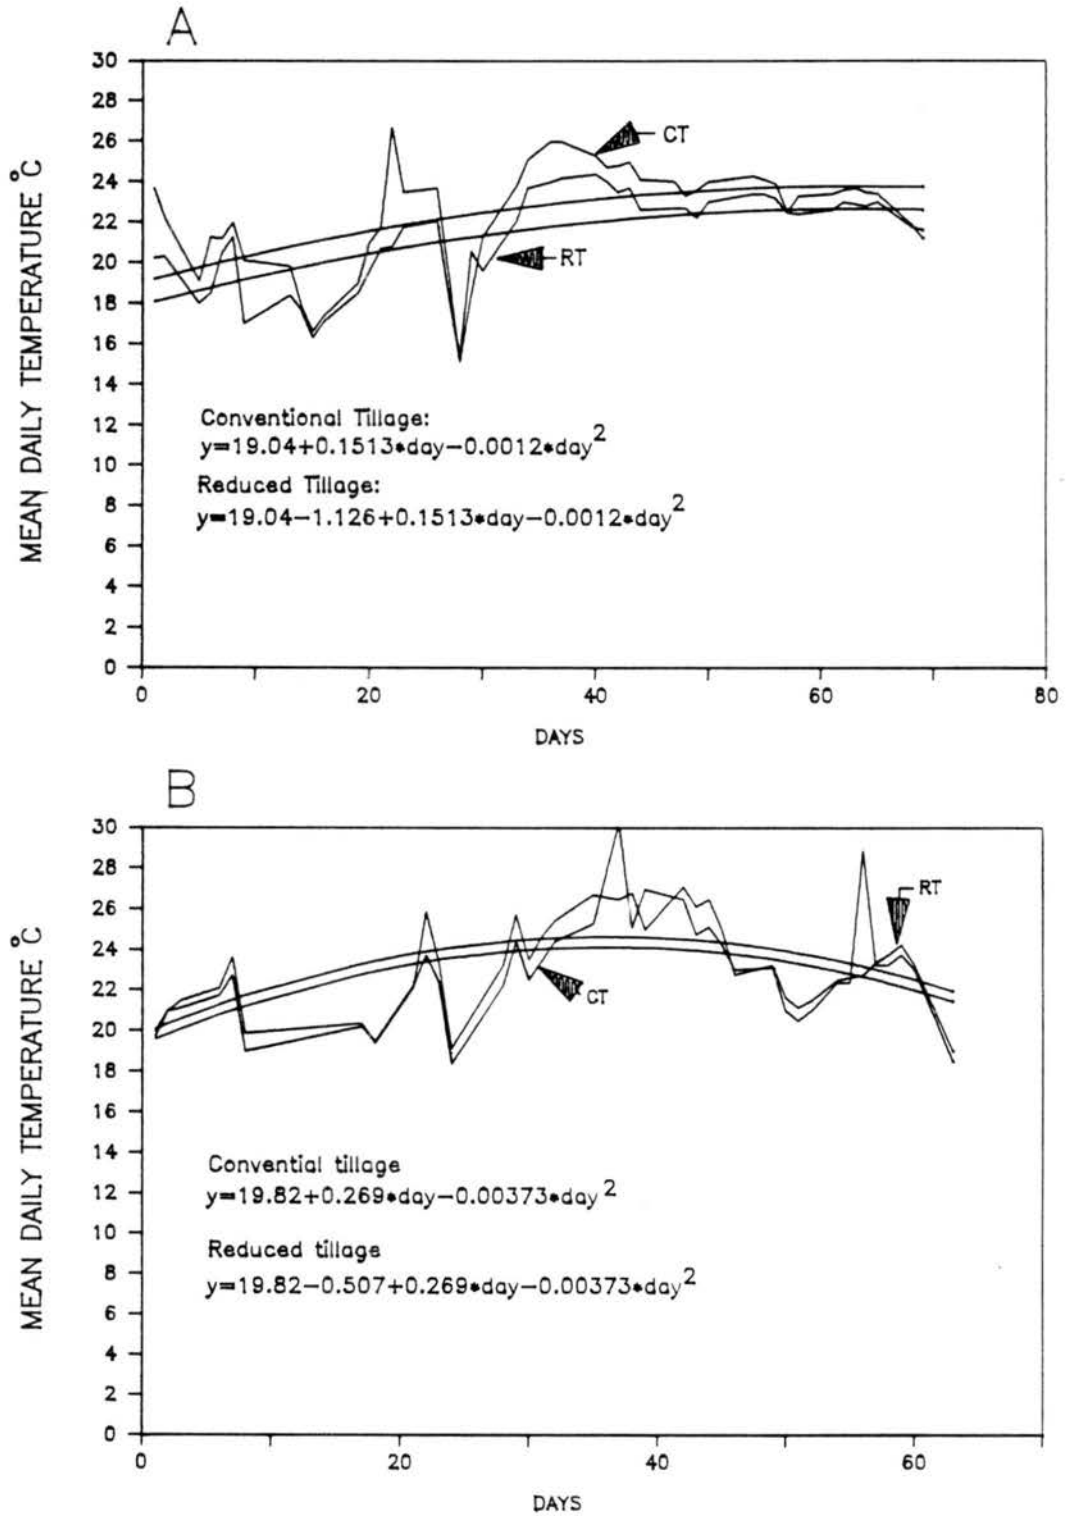 A
30
28
26
CT
24
22
20
RT
18
16
14
12
10
8
6
4
2
0
MEAN DAILY TEMPERATURE °C
Conventional Tillage:
y=19.04+0.1513*day-0.0012*day2
Reduced Tillage:
y=19.04-1.126+0.1513*day-0.0012*day2
0 20 40 60 80
DAYS
B
30
28
26
RT
24
22
CT
20
18
16
14
12
10
8
6
4
2
0
MEAN DAILY TEMPERATURE °C
Convential tillage
y=19.82+0.269*day-0.00373*day2
Reduced tillage
y=19.82-0.507+0.269*day-0.00373*day2
0 20 40 60
DAYS